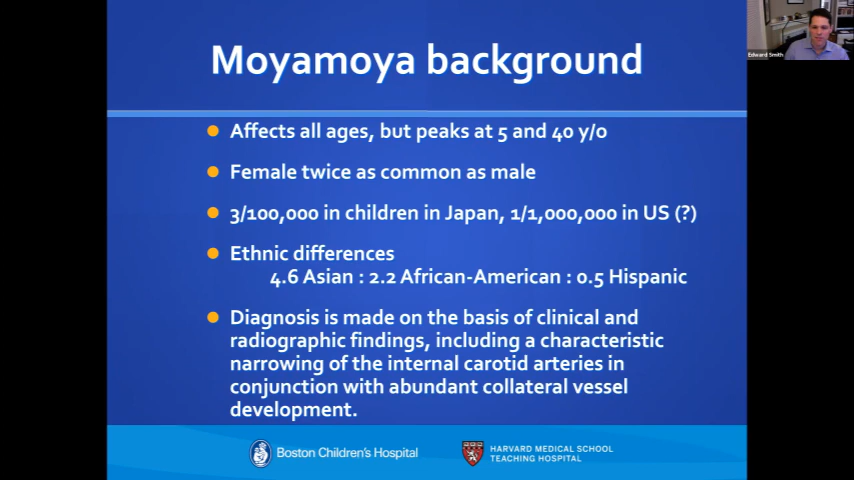 Moyamoya background
Edward Smith
Affects all ages, but peaks at 5 and 40 y/o
Female twice as common as male
3/100,000 in children in Japan, 1/1,000,000 in US (?)
Ethnic differences
4.6 Asian : 2.2 African-American : 0.5 Hispanic
Diagnosis is made on the basis of clinical and
radiographic findings, including a characteristic
narrowing of the internal carotid arteries in
conjunction with abundant collateral vessel
development.
Boston Children's Hospital
HARVARD MEDICAL SCHOOL
TEACHING HOSPITAL